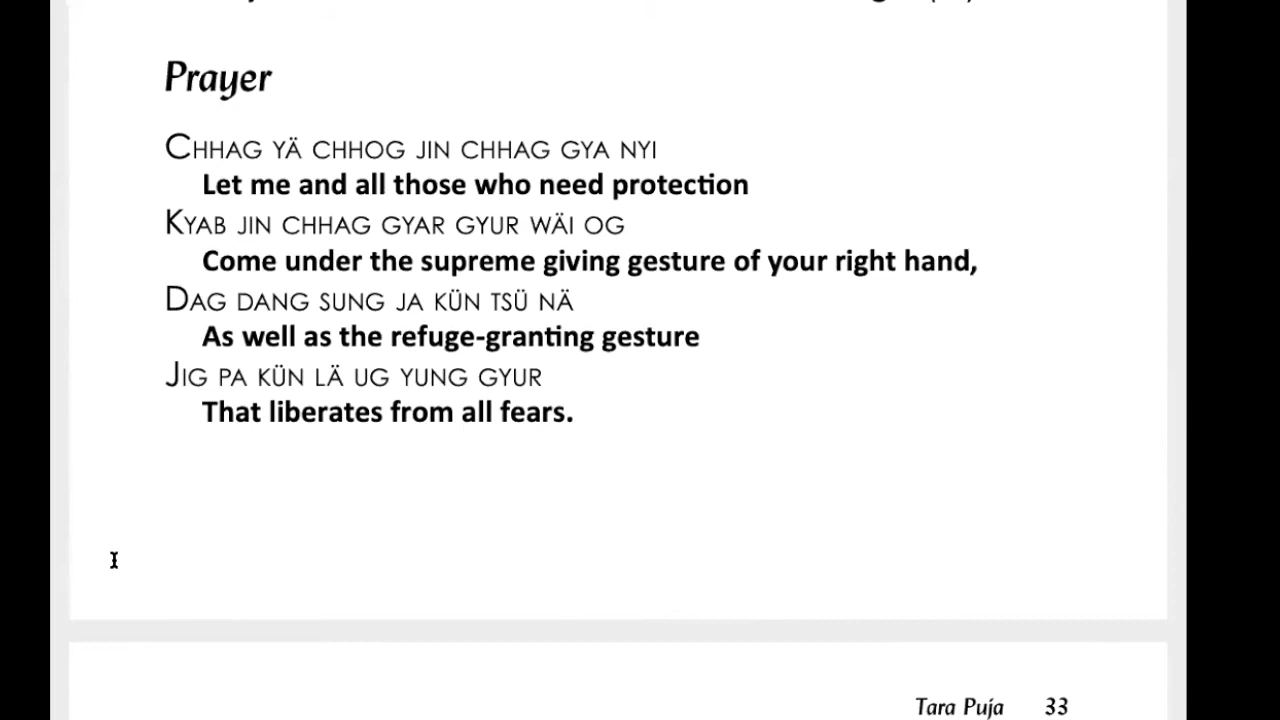 Prayer
CHHAG YÄ CHHOG JIN CHHAG GYA NYI
Let me and all those who need protection
KYAB JIN CHHAG GYAR GYUR WÄI OG
Come under the supreme giving gesture of your right hand,
DAG DANG SUNG JA KÜN TSÜ NÄ
As well as the refuge-granting gesture
JIG PA KÜN LÄ UG YUNG GYUR
That liberates from all fears.
Tara Puja 33